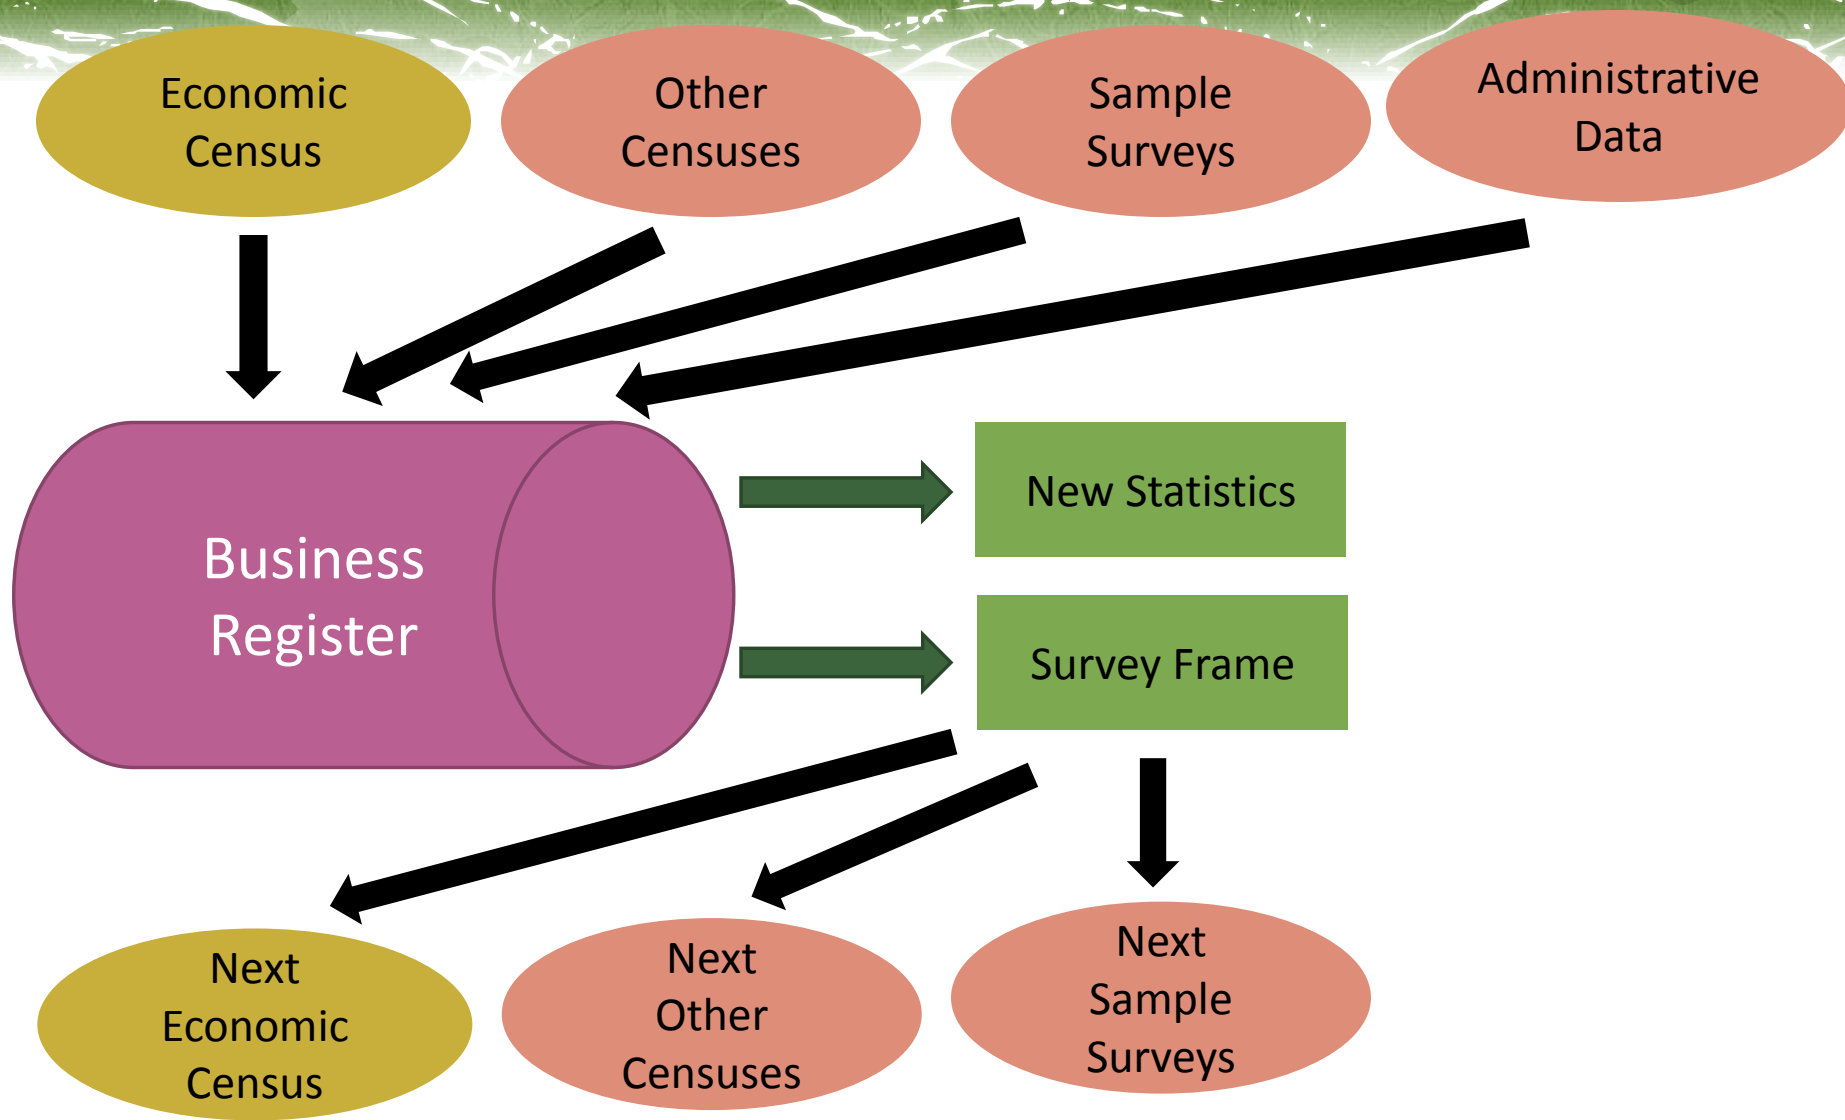 Economic
Census
Other
Censuses
Sample
Surveys
Administrative
Data
Business
Register
New Statistics
Survey Frame
Next
Economic
Census
Next
Other
Censuses
Next
Sample
Surveys